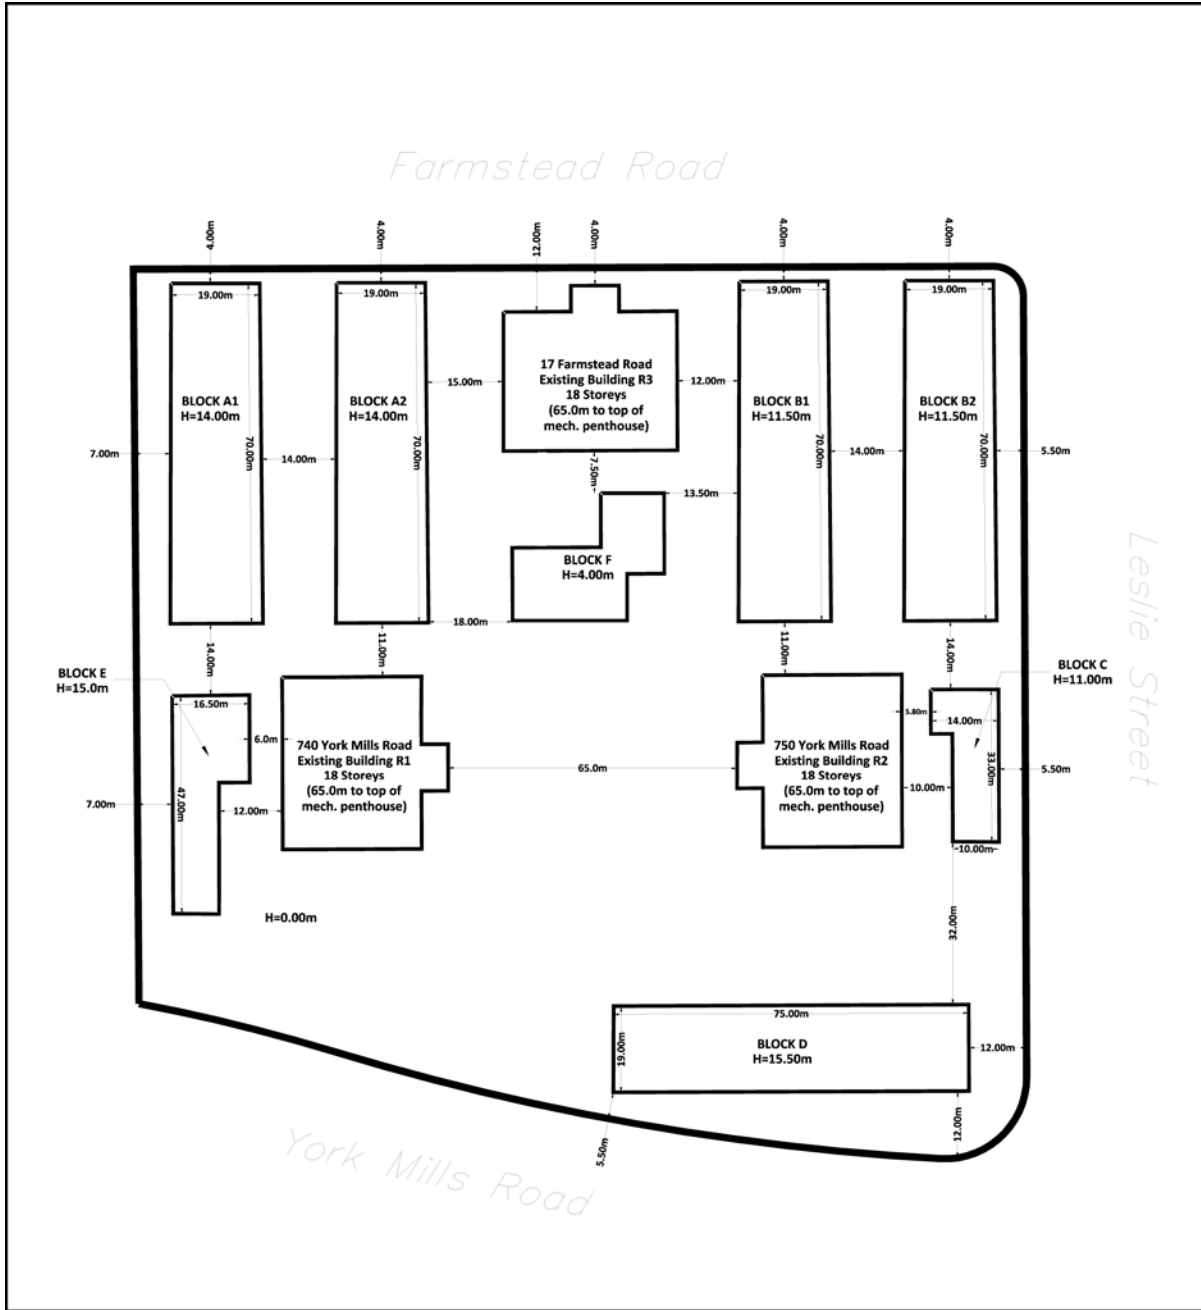 Farmstead Road
4.00m
4.00m
12.00m
4.00m
4.00m
4.00m
19.00m
19.00m
19.00m
19.00m
17 Farmstead Road
Existing Building R3
18 Storeys
(65.0m to top of
mech. penthouse)
15.00m
12.00m
BLOCK A1
H=14.00m
BLOCK A2
H=14.00m
BLOCK B1
H=11.50m
BLOCK B2
H=11.50m
7.00m
70.00m
14.00m
70.00m
7.50m
70.00m
14.00m
70.00m
5.50m
13.50m
BLOCK F
H=4.00m
18.00m
14.00m
11.00m
11.00m
14.00m
Leslie Street
BLOCK E
H=15.0m
BLOCK C
H=11.00m
16.50m
6.0m
740 York Mills Road
Existing Building R1
18 Storeys
(65.0m to top of
mech. penthouse)
65.0m
750 York Mills Road
Existing Building R2
18 Storeys
(65.0m to top of
mech. penthouse)
5.80m
14.00m
33.00m
5.50m
7.00m
47.00m
12.00m
10.00m
10.00m
H=0.00m
32.00m
75.00m
19.00m
BLOCK D
H=15.50m
12.00m
5.50m
12.00m
York Mills Road